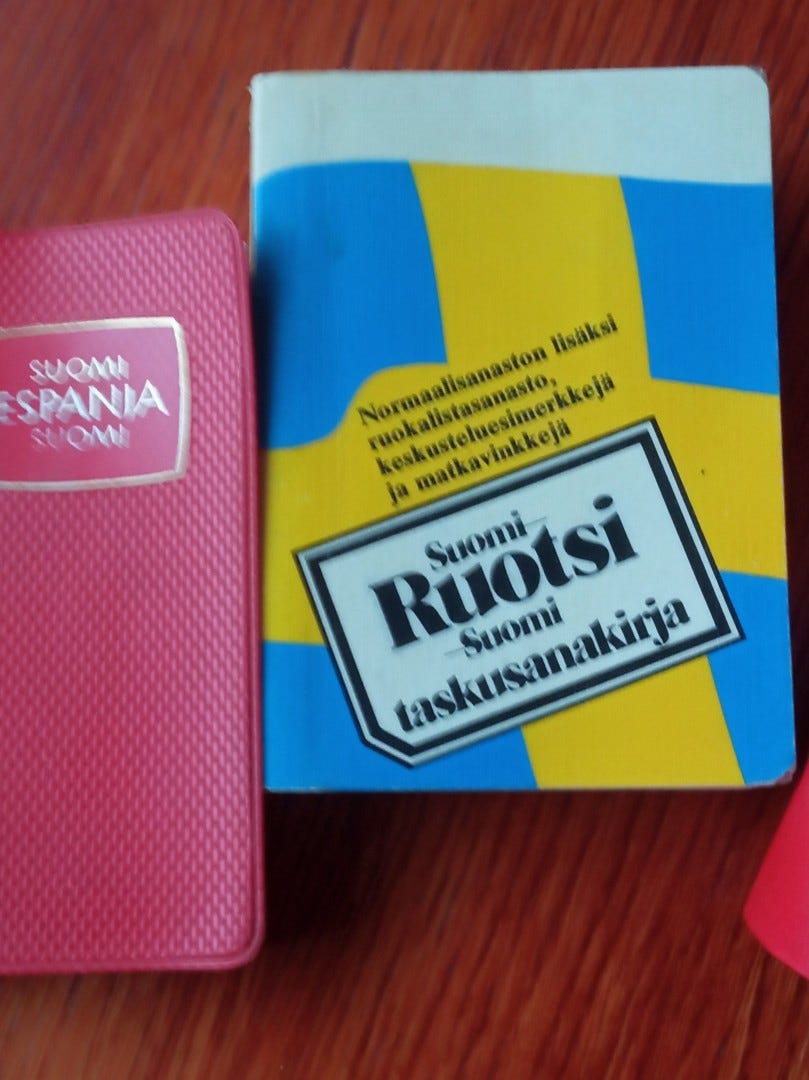 SUOMI
ESPANJA
SUOMI
Normaalisanaston lisäksi
ruokalistasanasto,
keskusteluesimerkkejä
ja matkavinkkejä
Suomi–
Ruotsi
–Suomi
taskusanakirja